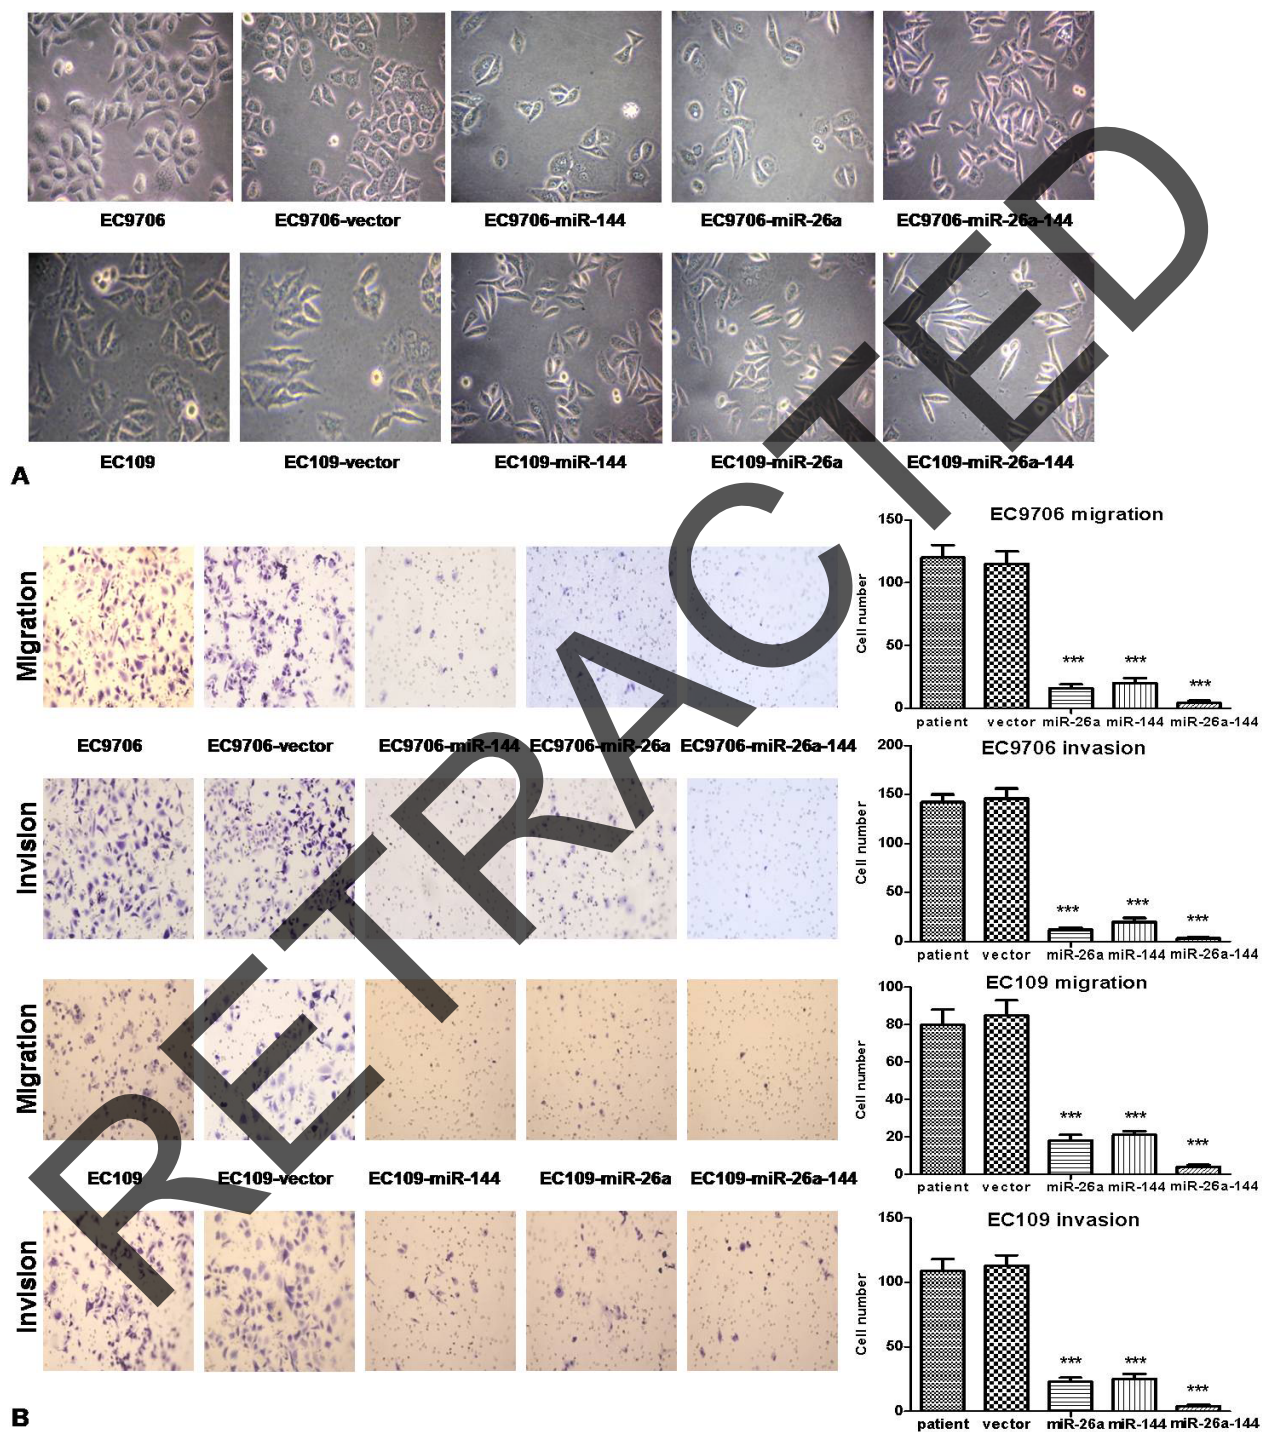 EC9706 EC9706-vector EC9706-miR-144 EC9706-miR-26a EC9706-miR-26a-144
EC109 EC109-vector EC109-miR-144 EC109-miR-26a EC109-miR-26a-144
A
Migration
EC9706 EC9706-vector EC9706-miR-144 EC9706-miR-26a EC9706-miR-26a-144
Invision
Migration
EC109 EC109-vector EC109-miR-144 EC109-miR-26a EC109-miR-26a-144
Invision
B
EC9706 migration
Cell number
150
100
50
0
*** *** ***
patient vector miR-26a miR-144 miR-26a-144
EC9706 invasion
Cell number
200
150
100
50
0
*** *** ***
patient vector miR-26a miR-144 miR-26a-144
EC109 migration
Cell number
100
80
60
40
20
0
*** *** ***
patient vector miR-26a miR-144 miR-26a-144
EC109 invasion
Cell number
150
100
50
0
*** *** ***
patient vector miR-26a miR-144 miR-26a-144
RETRACTED